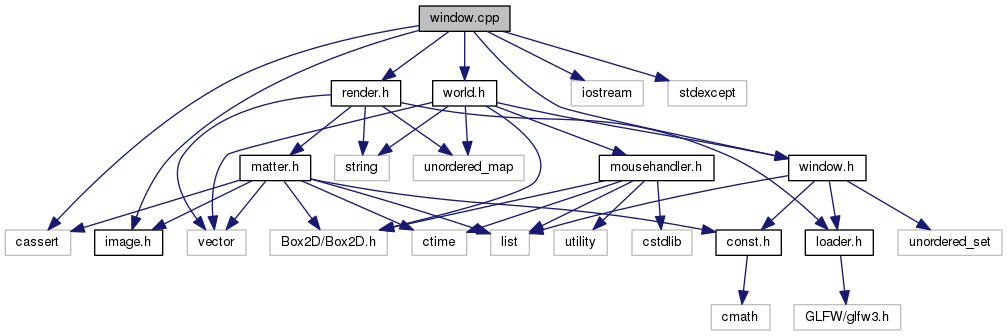 window.cpp
render.h
world.h
iostream
stdexcept
matter.h
string
unordered_map
mousehandler.h
window.h
cassert
image.h
vector
Box2D/Box2D.h
ctime
list
utility
cstdlib
const.h
loader.h
unordered_set
cmath
GLFW/glfw3.h